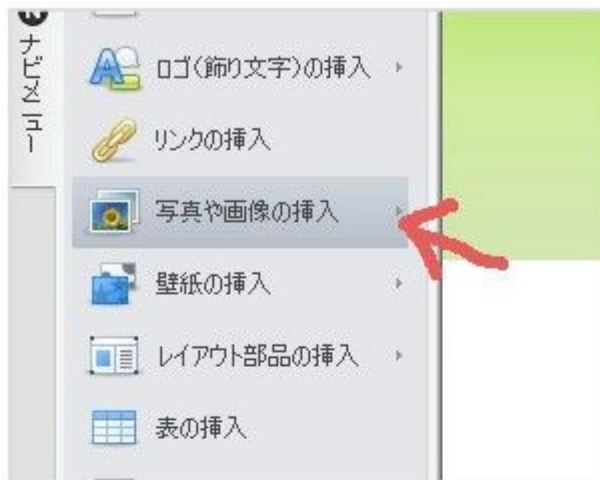 ナビメニュー
ロゴ(飾り文字)の挿入
リンクの挿入
写真や画像の挿入
壁紙の挿入
レイアウト部品の挿入
表の挿入